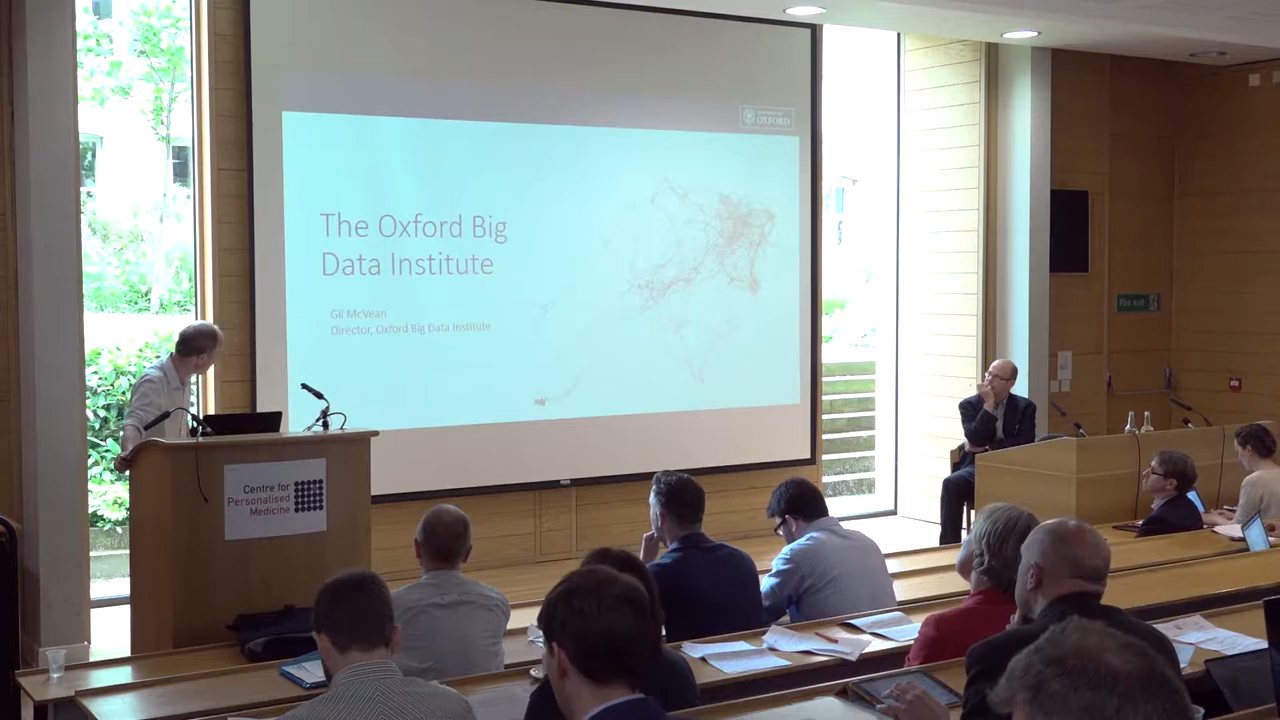 OXFORD
The Oxford Big
Data Institute
Gil McVean
Director, Oxford Big Data Institute
Centre for
Personalised
Medicine
Fire exit